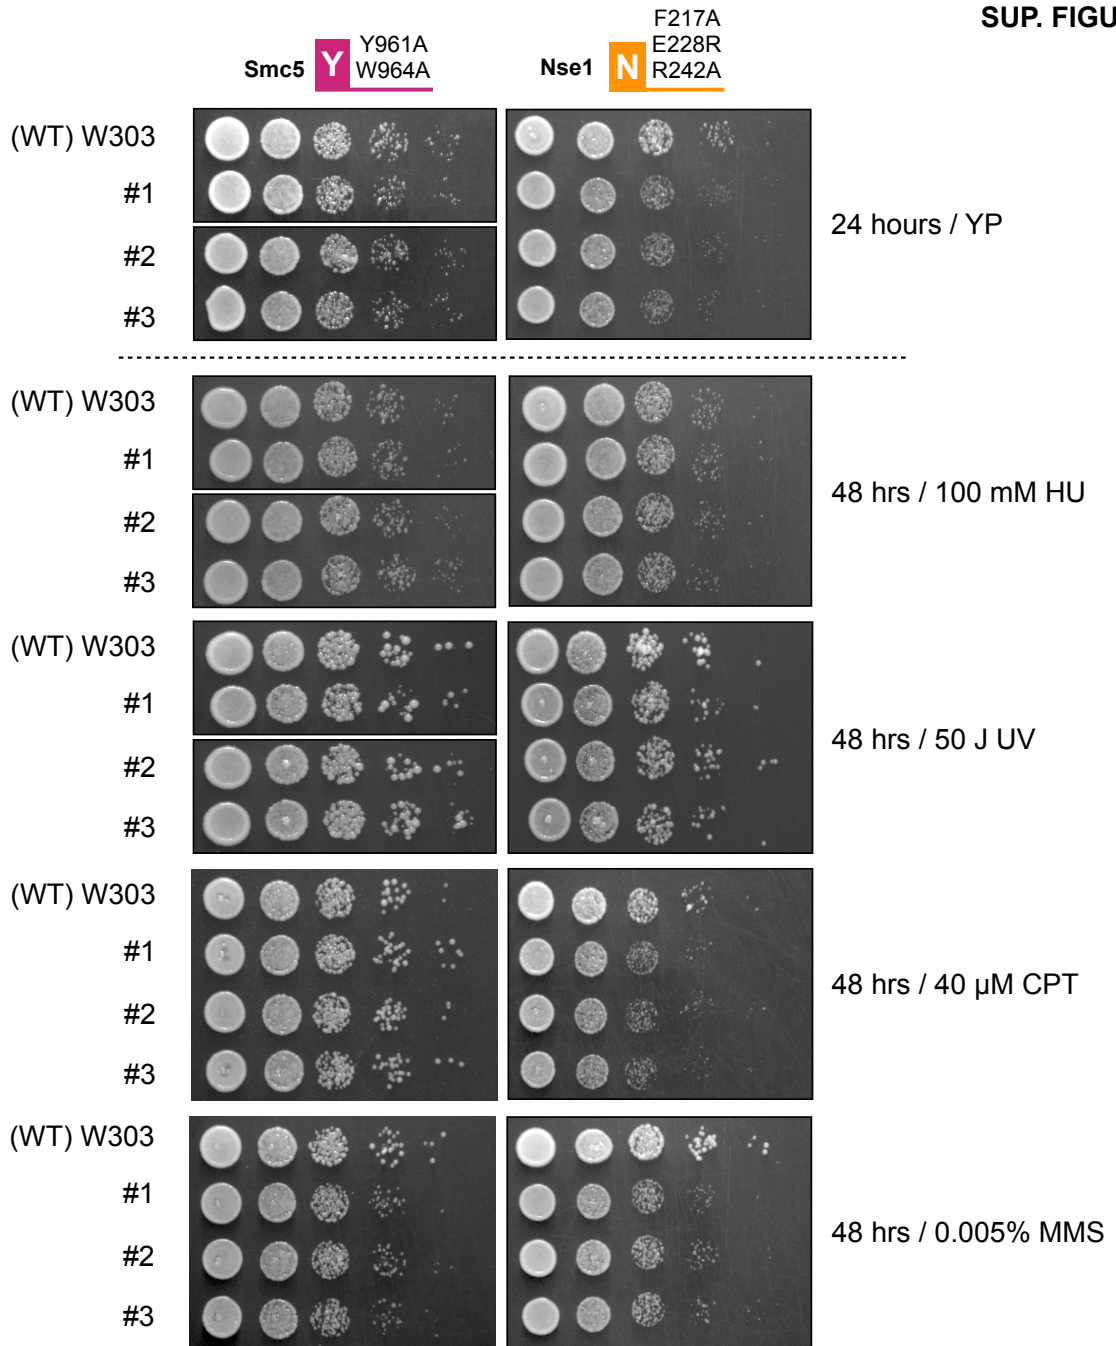 SUP. FIGU
Smc5 Y Y961A
W964A
Nse1 N F217A
E228R
R242A
(WT) W303
#1
#2
#3
24 hours / YP
(WT) W303
#1
#2
#3
48 hrs / 100 mM HU
(WT) W303
#1
#2
#3
48 hrs / 50 J UV
(WT) W303
#1
#2
#3
48 hrs / 40 µM CPT
(WT) W303
#1
#2
#3
48 hrs / 0.005% MMS